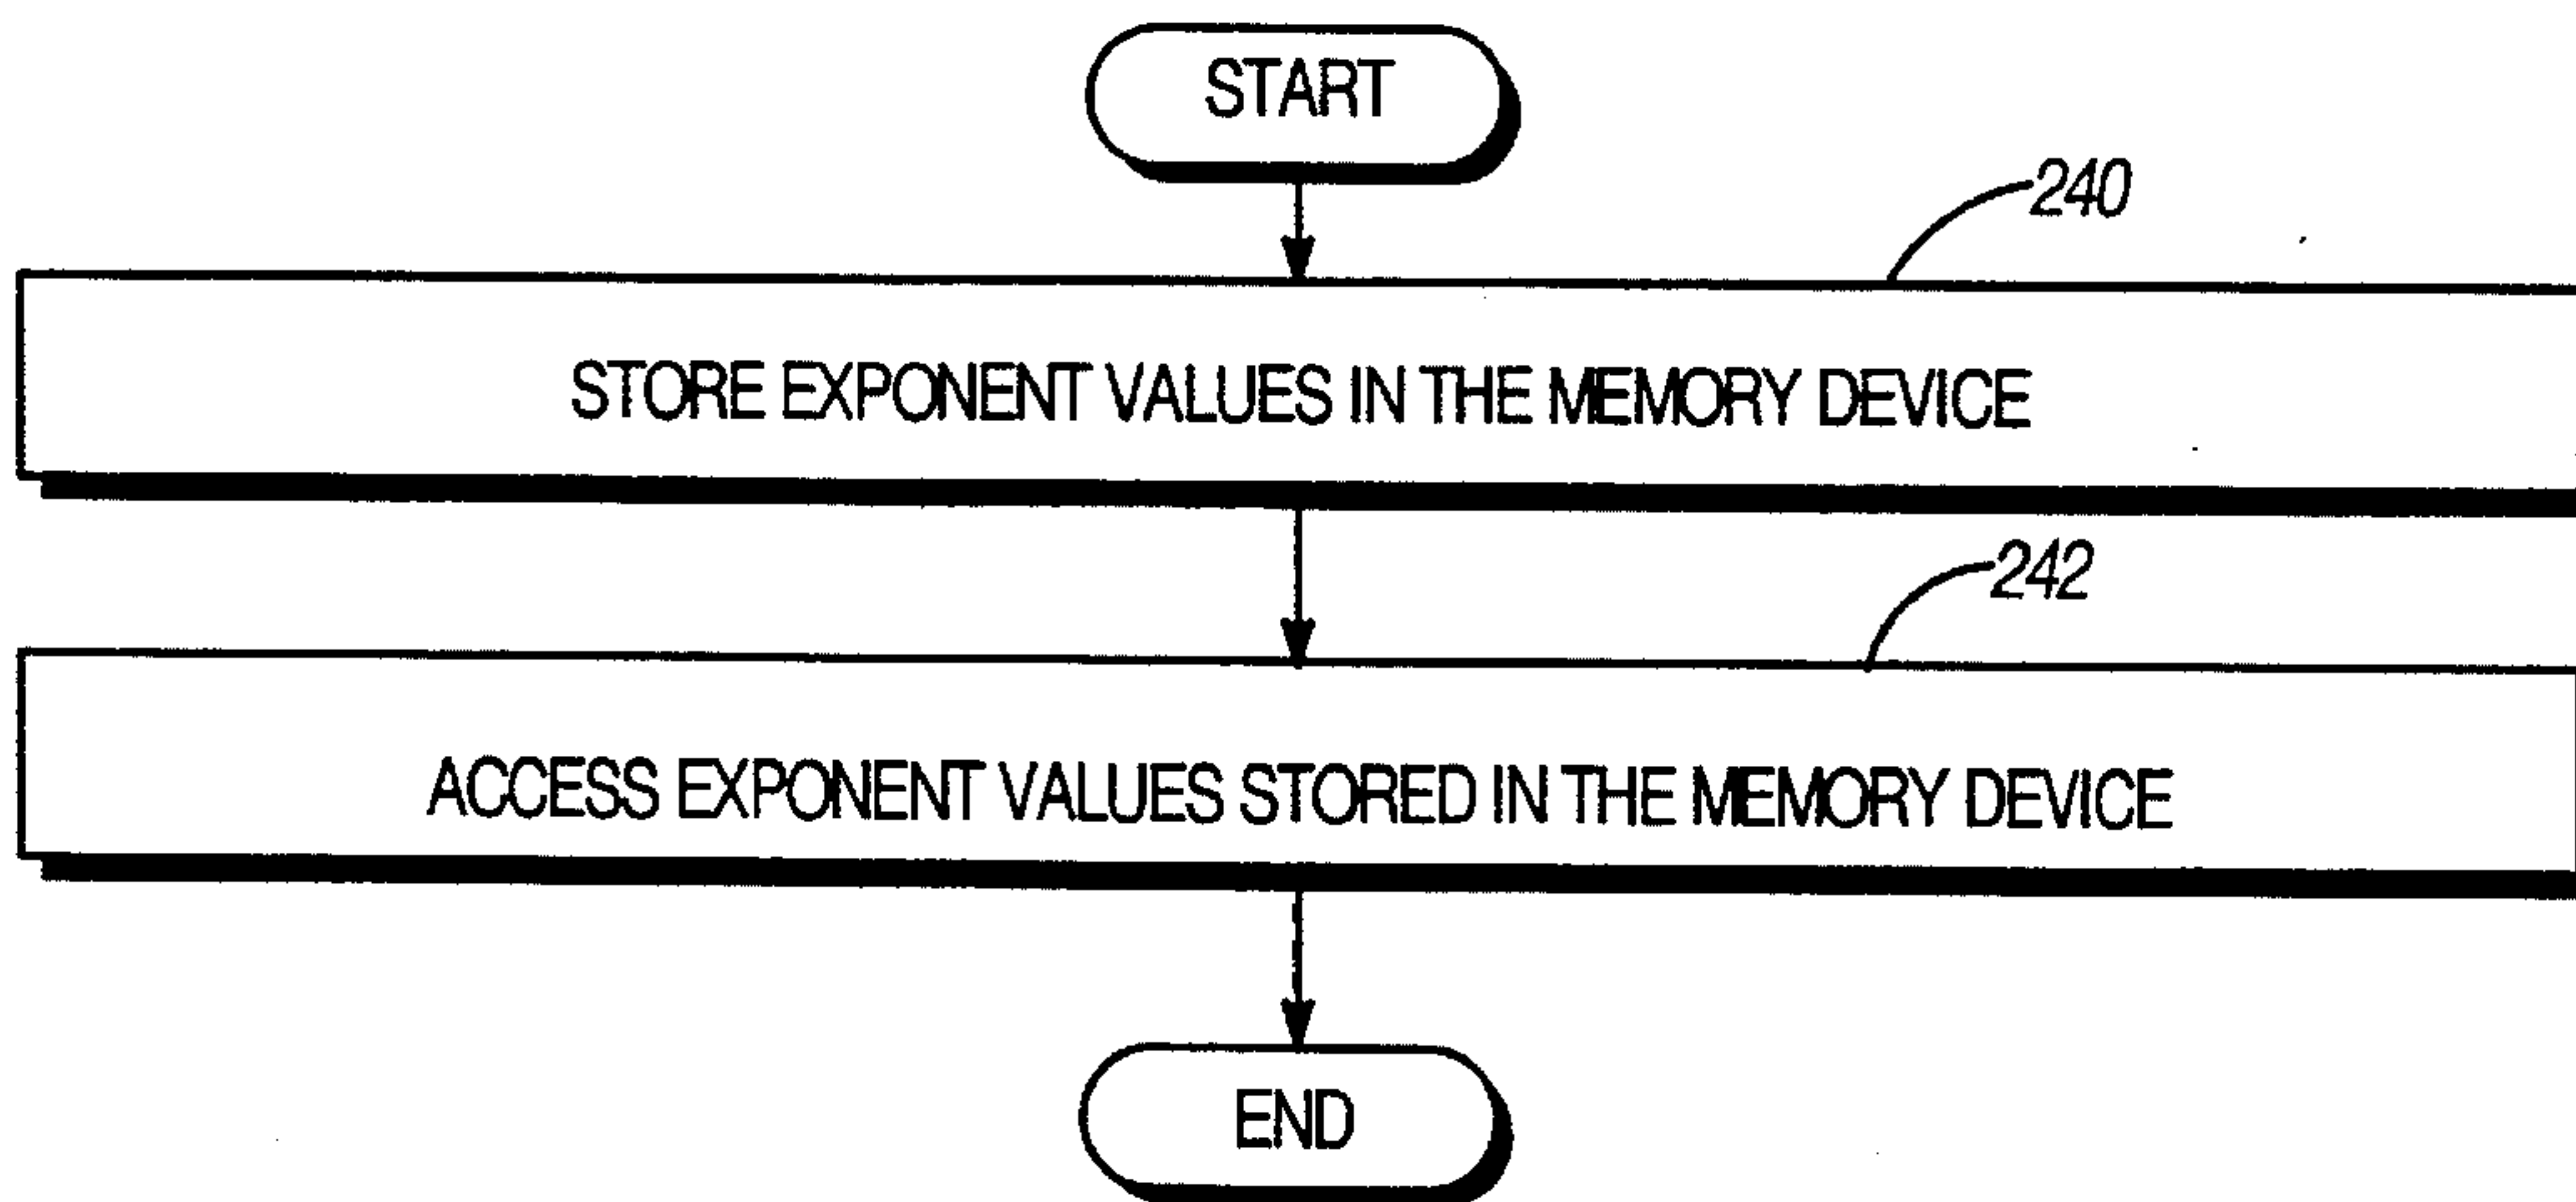 START
240
STORE EXPONENT VALUES IN THE MEMORY DEVICE
242
ACCESS EXPONENT VALUES STORED IN THE MEMORY DEVICE
END